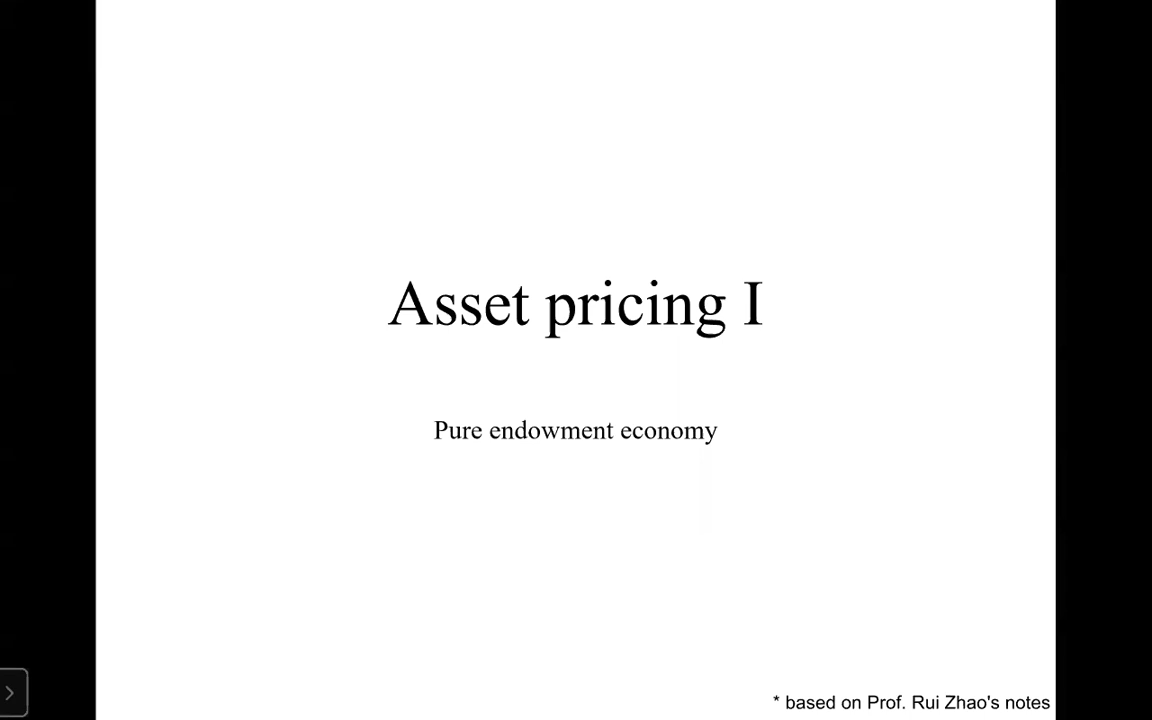 Asset pricing I
Pure endowment economy
* based on Prof. Rui Zhao's notes